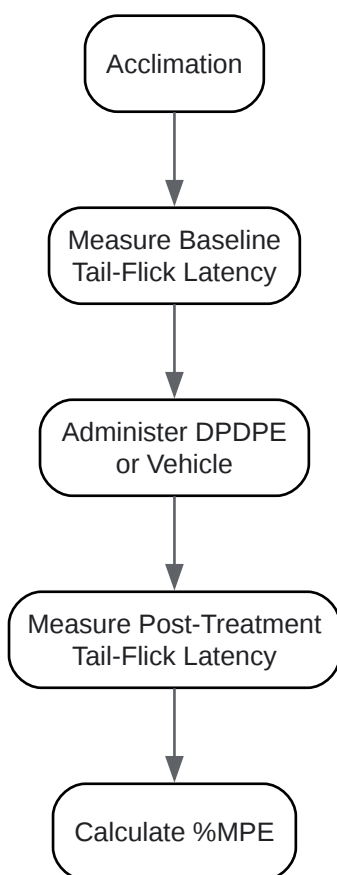 Acclimation
Measure Baseline
Tail-Flick Latency
Administer DPDPE
or Vehicle
Measure Post-Treatment
Tail-Flick Latency
Calculate %MPE